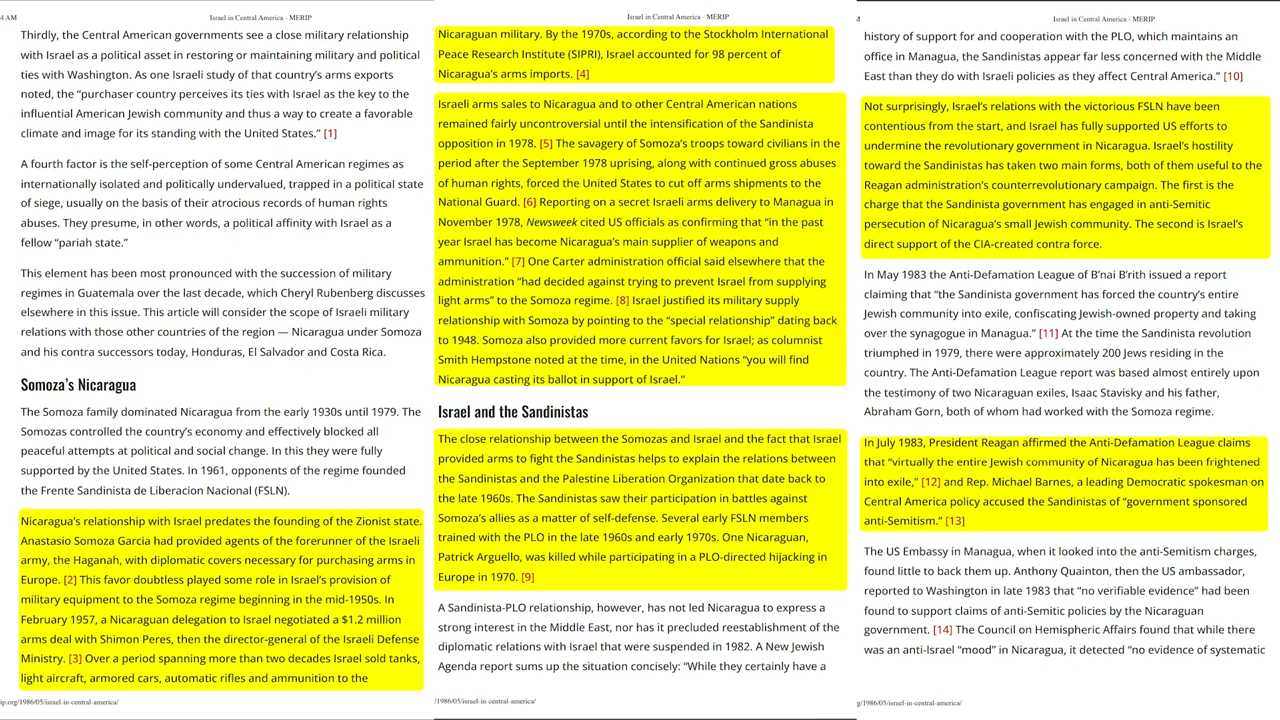 4 AM
Israel in Central America - MERIP
Thirdly, the Central American governments see a close military relationship
with Israel as a political asset in restoring or maintaining military and political
ties with Washington. As one Israeli study of that country's arms exports
noted, the “purchaser country perceives its ties with Israel as the key to the
influential American Jewish community and thus a way to create a favorable
climate and image for its standing with the United States.” [1]
A fourth factor is the self-perception of some Central American regimes as
internationally isolated and politically undervalued, trapped in a political state
of siege, usually on the basis of their atrocious records of human rights
abuses. They presume, in other words, a political affinity with Israel as a
fellow “pariah state.”
This element has been most pronounced with the succession of military
regimes in Guatemala over the last decade, which Cheryl Rubenberg discusses
elsewhere in this issue. This article will consider the scope of Israeli military
relations with those other countries of the region — Nicaragua under Somoza
and his contra successors today, Honduras, El Salvador and Costa Rica.
Somoza's Nicaragua
The Somoza family dominated Nicaragua from the early 1930s until 1979. The
Somozas controlled the country's economy and effectively blocked all
peaceful attempts at political and social change. In this they were fully
supported by the United States. In 1961, opponents of the regime founded
the Frente Sandinista de Liberacion Nacional (FSLN).
Nicaragua's relationship with Israel predates the founding of the Zionist state.
Anastasio Somoza Garcia had provided agents of the forerunner of the Israeli
army, the Haganah, with diplomatic covers necessary for purchasing arms in
Europe. [2] This favor doubtless played some role in Israel's provision of
military equipment to the Somoza regime beginning in the mid-1950s. In
February 1957, a Nicaraguan delegation to Israel negotiated a $1.2 million
arms deal with Shimon Peres, then the director-general of the Israeli Defense
Ministry. [3] Over a period spanning more than two decades Israel sold tanks,
light aircraft, armored cars, automatic rifles and ammunition to the
ip.org/1986/05/israel-in-central-america/
Israel in Central America - MERIP
Nicaraguan military. By the 1970s, according to the Stockholm International
Peace Research Institute (SIPRI), Israel accounted for 98 percent of
Nicaragua's arms imports. [4]
Israeli arms sales to Nicaragua and to other Central American nations
remained fairly uncontroversial until the intensification of the Sandinista
opposition in 1978. [5] The savagery of Somoza's troops toward civilians in the
period after the September 1978 uprising, along with continued gross abuses
of human rights, forced the United States to cut off arms shipments to the
National Guard. [6] Reporting on a secret Israeli arms delivery to Managua in
November 1978, Newsweek cited US officials as confirming that “in the past
year Israel has become Nicaragua's main supplier of weapons and
ammunition.” [7] One Carter administration official said elsewhere that the
administration “had decided against trying to prevent Israel from supplying
light arms” to the Somoza regime. [8] Israel justified its military supply
relationship with Somoza by pointing to the “special relationship” dating back
to 1948. Somoza also provided more current favors for Israel; as columnist
Smith Hempstone noted at the time, in the United Nations “you will find
Nicaragua casting its ballot in support of Israel.”
Israel and the Sandinistas
The close relationship between the Somozas and Israel and the fact that Israel
provided arms to fight the Sandinistas helps to explain the relations between
the Sandinistas and the Palestine Liberation Organization that date back to
the late 1960s. The Sandinistas saw their participation in battles against
Somoza's allies as a matter of self-defense. Several early FSLN members
trained with the PLO in the late 1960s and early 1970s. One Nicaraguan,
Patrick Arguello, was killed while participating in a PLO-directed hijacking in
Europe in 1970. [9]
A Sandinista-PLO relationship, however, has not led Nicaragua to express a
strong interest in the Middle East, nor has it precluded reestablishment of the
diplomatic relations with Israel that were suspended in 1982. A New Jewish
Agenda report sums up the situation concisely: “While they certainly have a
/1986/05/israel-in-central-america/
4
Israel in Central America - MERIP
history of support for and cooperation with the PLO, which maintains an
office in Managua, the Sandinistas appear far less concerned with the Middle
East than they do with Israeli policies as they affect Central America.” [10]
Not surprisingly, Israel's relations with the victorious FSLN have been
contentious from the start, and Israel has fully supported US efforts to
undermine the revolutionary government in Nicaragua. Israel's hostility
toward the Sandinistas has taken two main forms, both of them useful to the
Reagan administration's counterrevolutionary campaign. The first is the
charge that the Sandinista government has engaged in anti-Semitic
persecution of Nicaragua's small Jewish community. The second is Israel's
direct support of the CIA-created contra force.
In May 1983 the Anti-Defamation League of B'nai B'rith issued a report
claiming that “the Sandinista government has forced the country's entire
Jewish community into exile, confiscating Jewish-owned property and taking
over the synagogue in Managua.” [11] At the time the Sandinista revolution
triumphed in 1979, there were approximately 200 Jews residing in the
country. The Anti-Defamation League report was based almost entirely upon
the testimony of two Nicaraguan exiles, Isaac Stavisky and his father,
Abraham Gorn, both of whom had worked with the Somoza regime.
In July 1983, President Reagan affirmed the Anti-Defamation League claims
that “virtually the entire Jewish community of Nicaragua has been frightened
into exile,” [12] and Rep. Michael Barnes, a leading Democratic spokesman on
Central America policy accused the Sandinistas of “government sponsored
anti-Semitism.” [13]
The US Embassy in Managua, when it looked into the anti-Semitism charges,
found little to back them up. Anthony Quainton, then the US ambassador,
reported to Washington in late 1983 that “no verifiable evidence” had been
found to support claims of anti-Semitic policies by the Nicaraguan
government. [14] The Council on Hemispheric Affairs found that while there
was an anti-Israel “mood” in Nicaragua, it detected “no evidence of systematic
g/1986/05/israel-in-central-america/